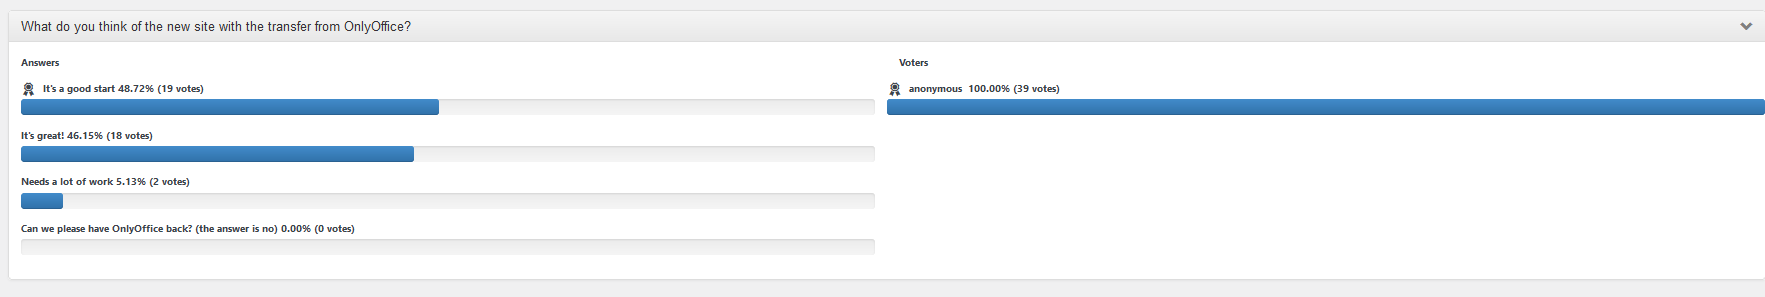 What do you think of the new site with the transfer from OnlyOffice?
Answers
It's a good start 48.72% (19 votes)
It's great! 46.15% (18 votes)
Needs a lot of work 5.13% (2 votes)
Can we please have OnlyOffice back? (the answer is no) 0.00% (0 votes)
Voters
anonymous 100.00% (39 votes)